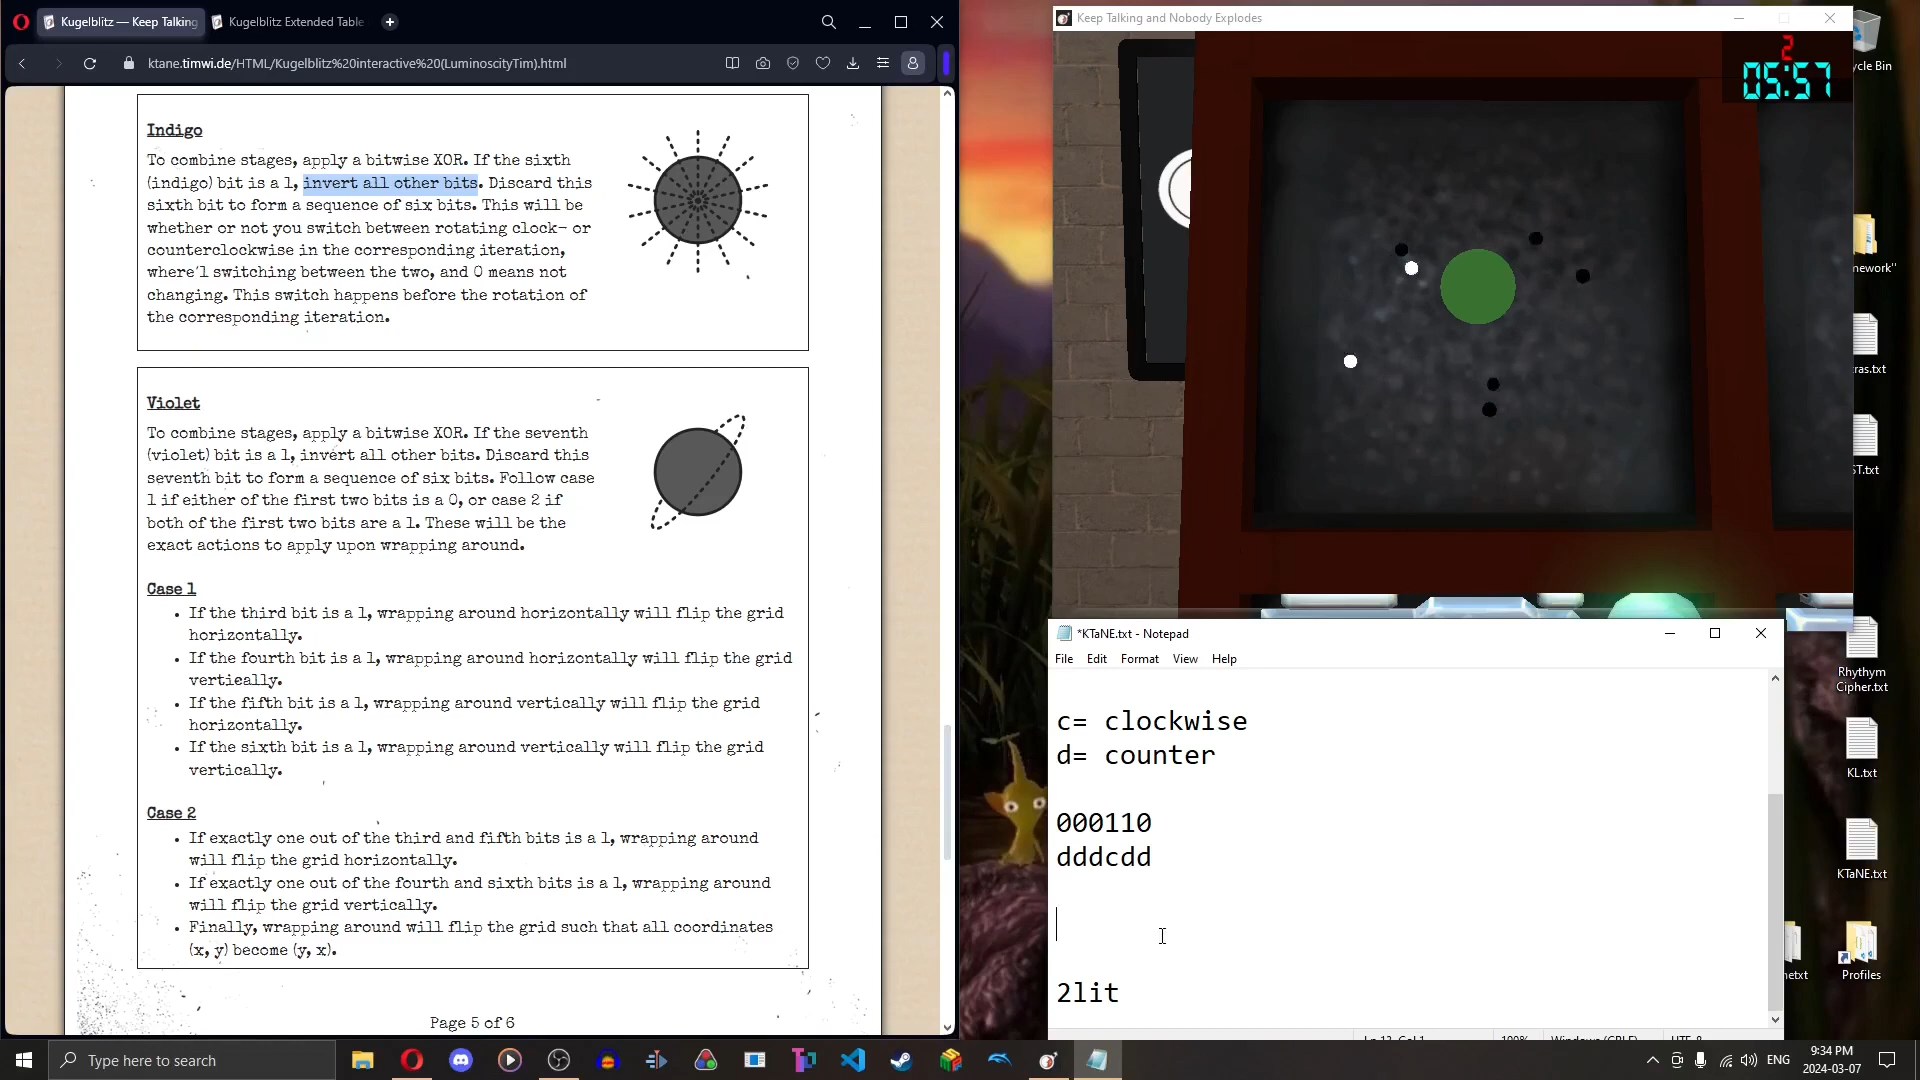 Kugelblitz — Keep Talking
Kugelblitz Extended Table
ktane.timwi.de/HTML/Kugelblitz%20interactive%20(LuminoscityTim).html
Indigo
To combine stages, apply a bitwise XOR. If the sixth
(indigo) bit is a 1, invert all other bits. Discard this
sixth bit to form a sequence of six bits. This will be
whether or not you switch between rotating clock- or
counterclockwise in the corresponding iteration,
where 1 switching between the two, and 0 means not
changing. This switch happens before the rotation of
the corresponding iteration.
Violet
To combine stages, apply a bitwise XOR. If the seventh
(violet) bit is a 1, invert all other bits. Discard this
seventh bit to form a sequence of six bits. Follow case
1 if either of the first two bits is a 0, or case 2 if
both of the first two bits are a 1. These will be the
exact actions to apply upon wrapping around.
Case 1
• If the third bit is a 1, wrapping around horizontally will flip the grid
horizontally.
• If the fourth bit is a 1, wrapping around horizontally will flip the grid
vertically.
• If the fifth bit is a 1, wrapping around vertically will flip the grid
horizontally.
• If the sixth bit is a 1, wrapping around vertically will flip the grid
vertically.
Case 2
• If exactly one out of the third and fifth bits is a 1, wrapping around
will flip the grid horizontally.
• If exactly one out of the fourth and sixth bits is a 1, wrapping around
will flip the grid vertically.
• Finally, wrapping around will flip the grid such that all coordinates
(x, y) become (y, x).
Page 5 of 6
Keep Talking and Nobody Explodes
2
05:57
*KTaNE.txt - Notepad
File Edit Format View Help
c= clockwise
d= counter
000110
dddcdd
2lit
ycle Bin
nework"
ras.txt
ST.txt
Rhythym
Cipher.txt
KL.txt
KTaNE.txt
netxt
Profiles
Type here to search
ENG
9:34 PM
2024-03-07